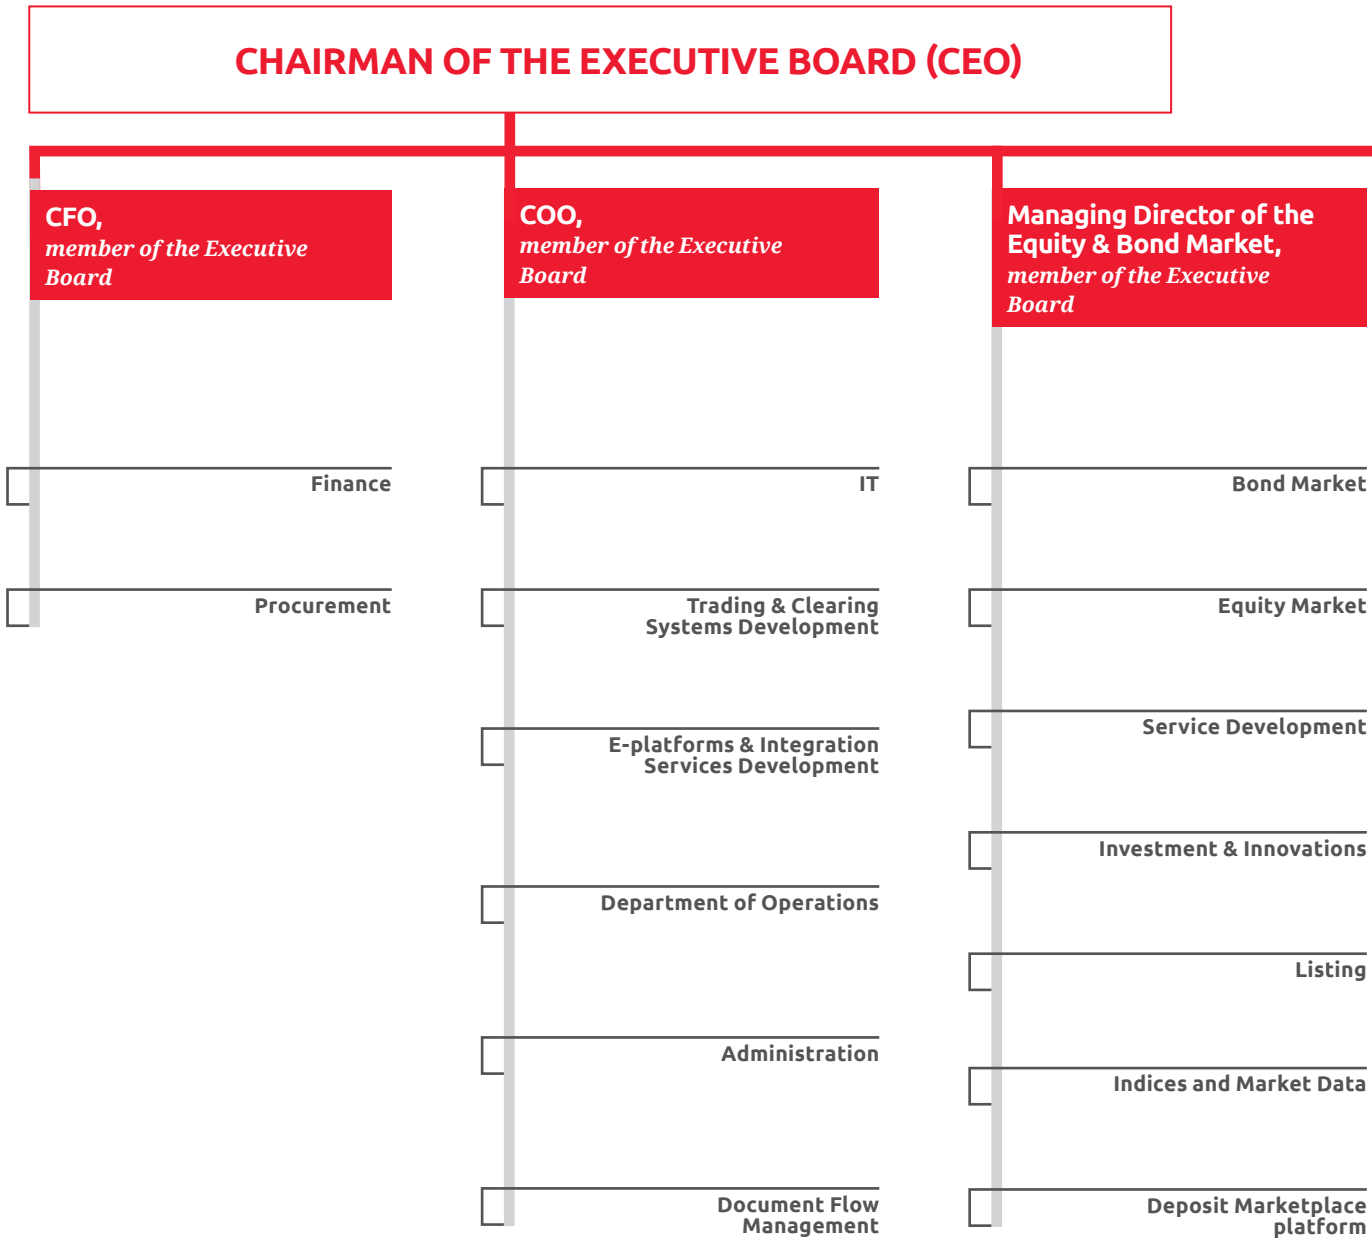 CHAIRMAN OF THE EXECUTIVE BOARD (CEO)
CFO,
member of the Executive
Board
Finance
Procurement
COO,
member of the Executive
Board
IT
Trading & Clearing
Systems Development
E-platforms & Integration
Services Development
Department of Operations
Administration
Document Flow
Management
Managing Director of the
Equity & Bond Market,
member of the Executive
Board
Bond Market
Equity Market
Service Development
Investment & Innovations
Listing
Indices and Market Data
Deposit Marketplace
platform